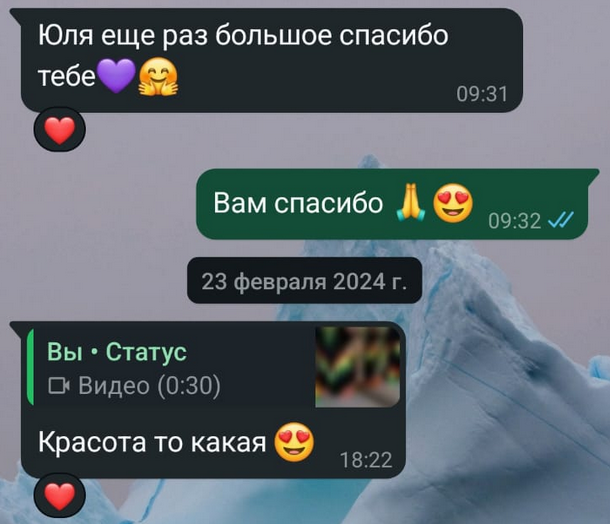 Юля еще раз большое спасибо
тебе💜🤗
09:31
❤️
Вам спасибо 🙏😍
09:32
23 февраля 2024 г.
Вы • Статус
Видео (0:30)
Красота то какая 😍
18:22
❤️